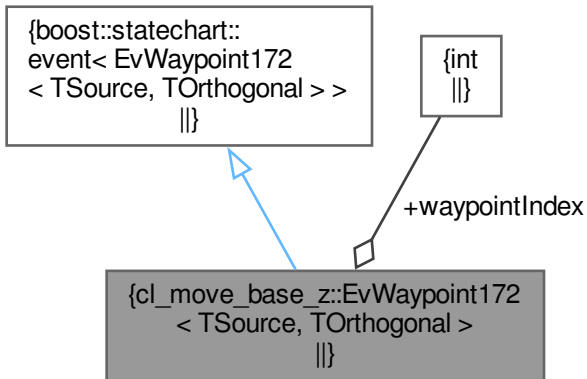 {boost::statechart::
event< EvWaypoint172
< TSource, TOrthogonal > >
||}
{int
||}
+waypointIndex
{cl_move_base_z::EvWaypoint172
< TSource, TOrthogonal >
||}